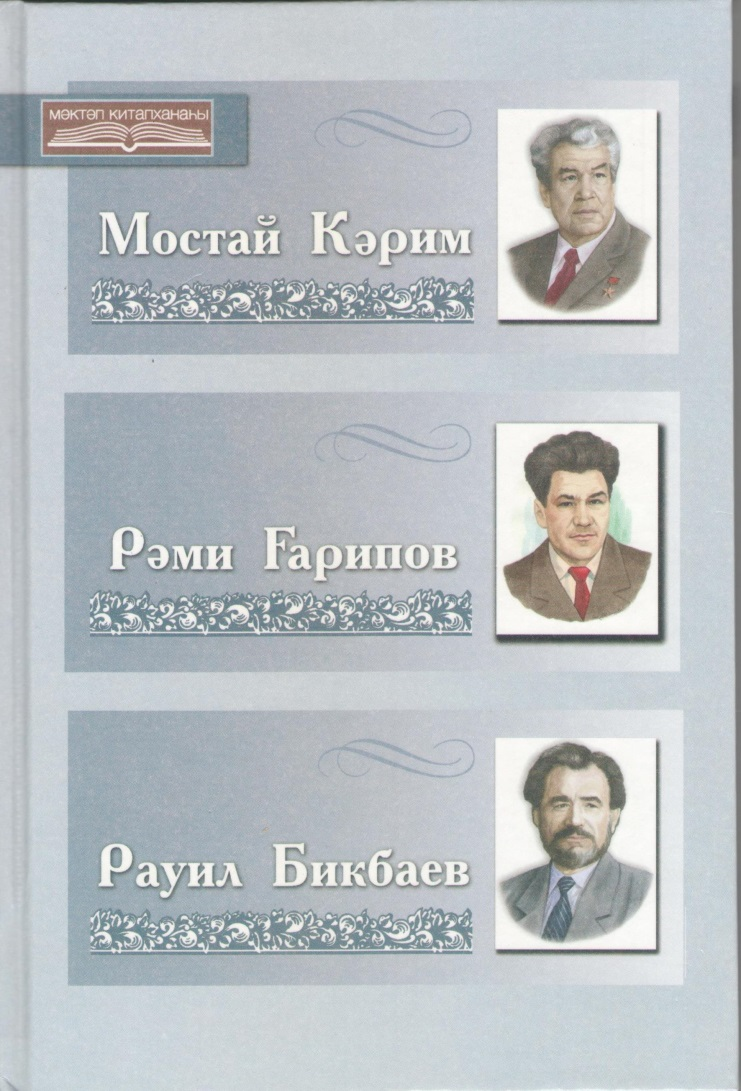 мәктәп китапханаһы
Мостай Кәрим
Рәми Ғарипов
Рауил Бикбаев